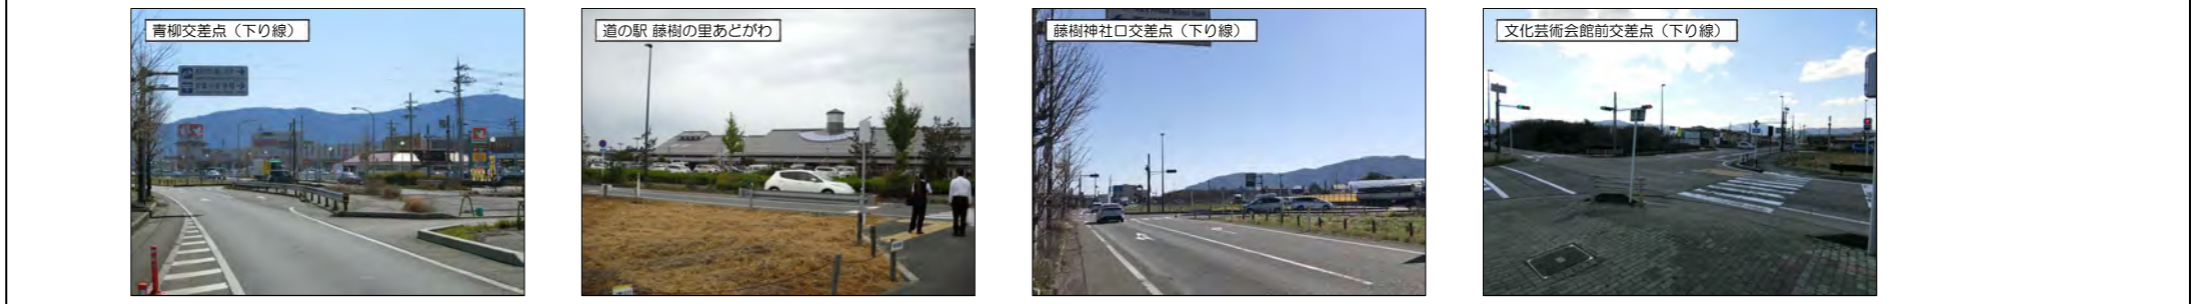 青柳交差点（下り線）
道の駅 藤樹の里あどがわ
藤樹神社口交差点（下り線）
文化芸術会館前交差点（下り線）